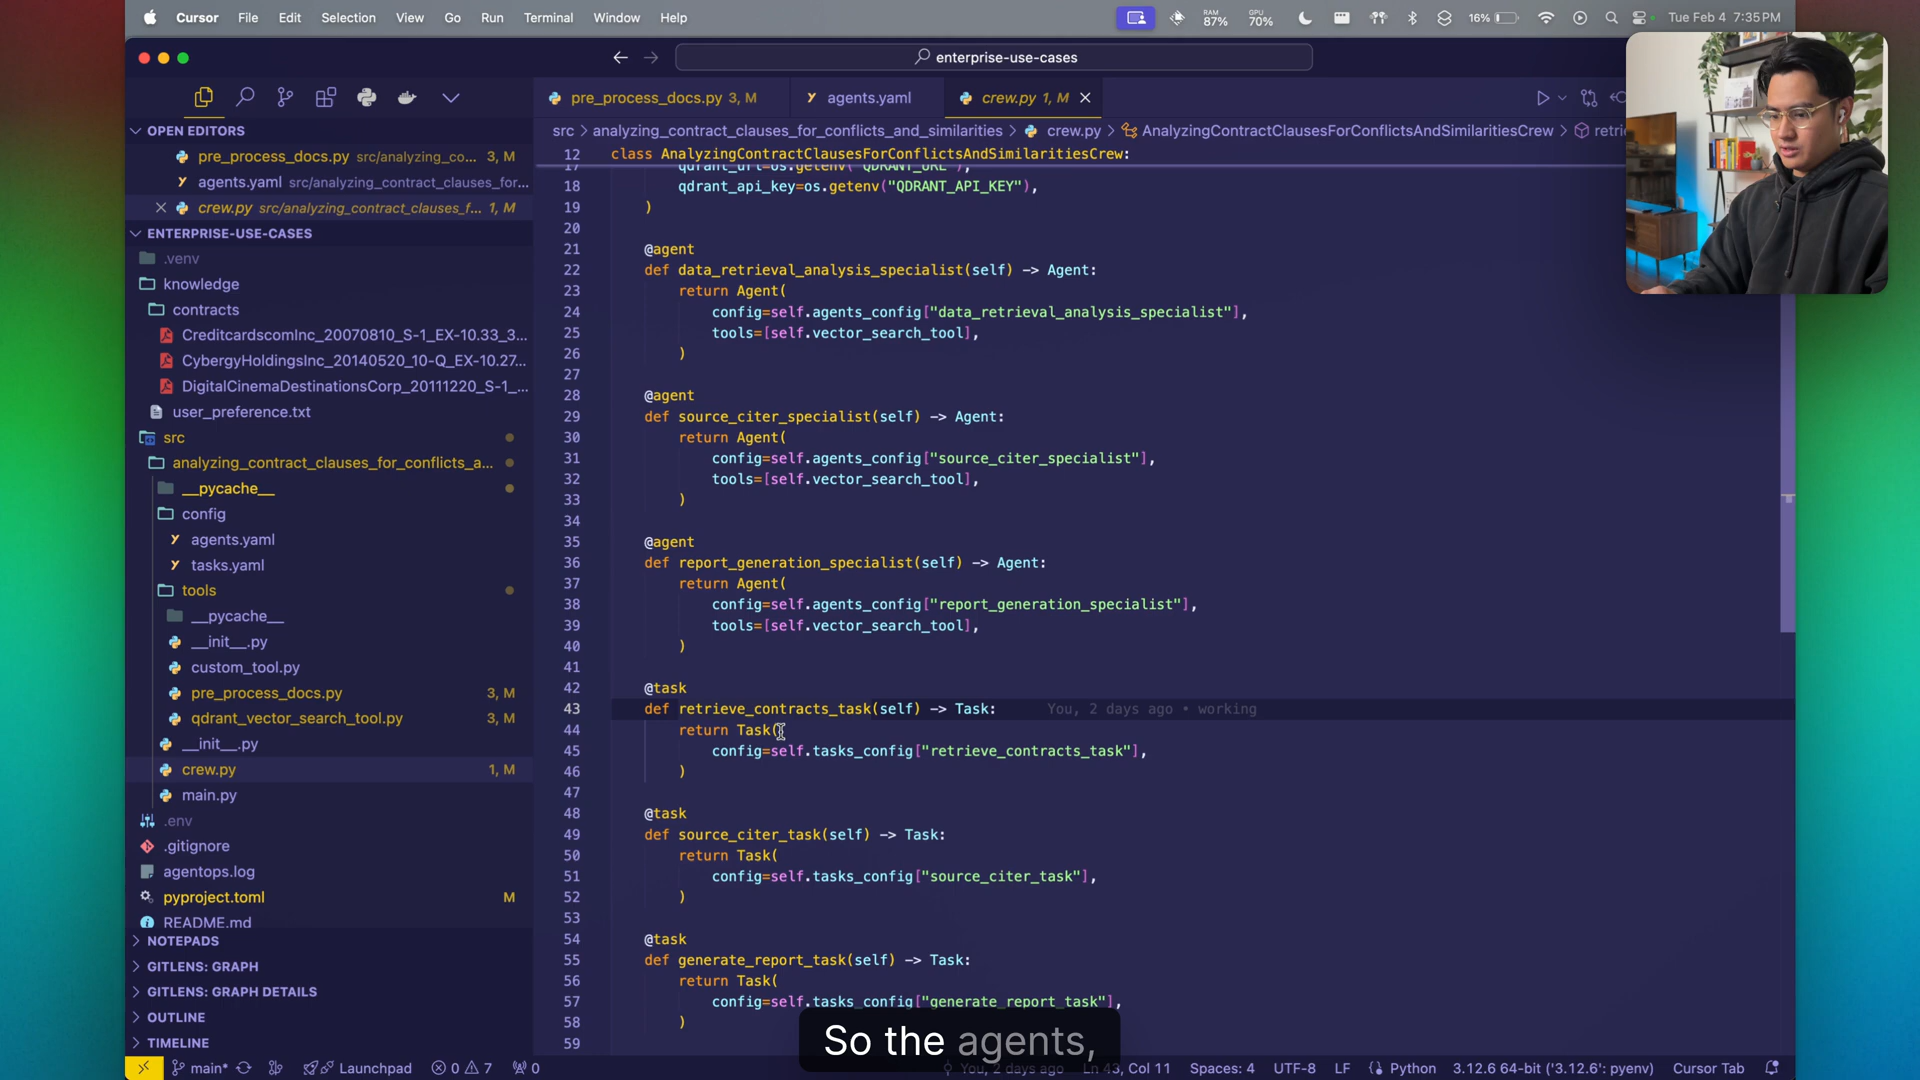 Cursor File Edit Selection View Go Run Terminal Window Help
RAM 87% GPU 70% 16% Tue Feb 4 7:35 PM
enterprise-use-cases
pre_process_docs.py 3, M agents.yaml crew.py 1, M
src > analyzing_contract_clauses_for_conflicts_and_similarities > crew.py > AnalyzingContractClausesForConflictsAndSimilaritiesCrew > retri
OPEN EDITORS
pre_process_docs.py src/analyzing_co... 3, M
agents.yaml src/analyzing_contract_clauses_for...
crew.py src/analyzing_contract_clauses_f... 1, M
ENTERPRISE-USE-CASES
.venv
knowledge
contracts
CreditcardscomInc_20070810_S-1_EX-10.33_3...
CybergyHoldingsInc_20140520_10-Q_EX-10.27...
DigitalCinemaDestinationsCorp_20111220_S-1_...
user_preference.txt
src
analyzing_contract_clauses_for_conflicts_a...
__pycache__
config
agents.yaml
tasks.yaml
tools
__pycache__
__init__.py
custom_tool.py
pre_process_docs.py 3, M
qdrant_vector_search_tool.py 3, M
__init__.py
crew.py 1, M
main.py
.env
.gitignore
agentops.log
pyproject.toml M
README.md
NOTEPADS
GITLENS: GRAPH
GITLENS: GRAPH DETAILS
OUTLINE
TIMELINE
12 class AnalyzingContractClausesForConflictsAndSimilaritiesCrew:
17 qdrant_url=os.getenv("QDRANT_URL"),
18 qdrant_api_key=os.getenv("QDRANT_API_KEY"),
19 )
20
21 @agent
22 def data_retrieval_analysis_specialist(self) -> Agent:
23 return Agent(
24 config=self.agents_config["data_retrieval_analysis_specialist"],
25 tools=[self.vector_search_tool],
26 )
27
28 @agent
29 def source_citer_specialist(self) -> Agent:
30 return Agent(
31 config=self.agents_config["source_citer_specialist"],
32 tools=[self.vector_search_tool],
33 )
34
35 @agent
36 def report_generation_specialist(self) -> Agent:
37 return Agent(
38 config=self.agents_config["report_generation_specialist"],
39 tools=[self.vector_search_tool],
40 )
41
42 @task
43 def retrieve_contracts_task(self) -> Task: You, 2 days ago • working
44 return Task(
45 config=self.tasks_config["retrieve_contracts_task"],
46 )
47
48 @task
49 def source_citer_task(self) -> Task:
50 return Task(
51 config=self.tasks_config["source_citer_task"],
52 )
53
54 @task
55 def generate_report_task(self) -> Task:
56 return Task(
57 config=self.tasks_config["generate_report_task"],
58 )
59
So the agents,
main* Launchpad 0 7 0 You, 2 days ago Ln 43, Col 11 Spaces: 4 UTF-8 LF Python 3.12.6 64-bit ('3.12.6': pyenv) Cursor Tab